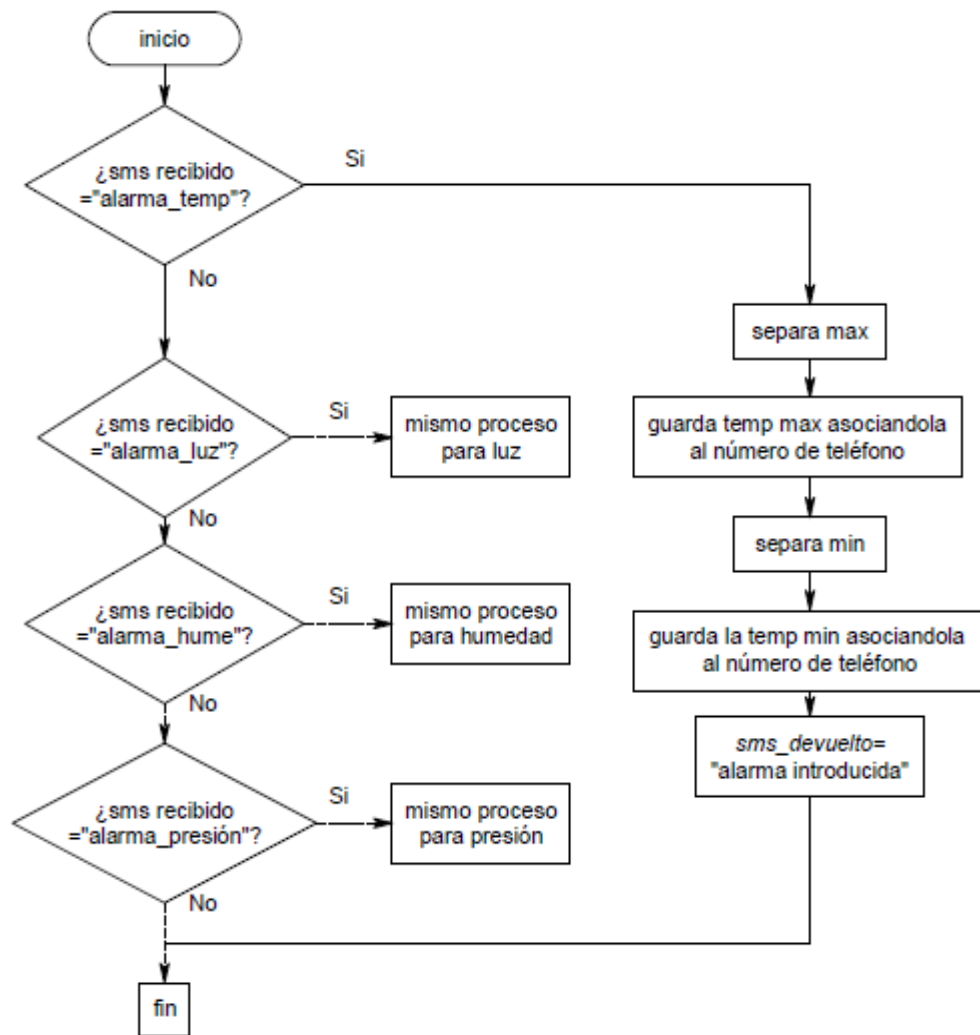 inicio
¿sms recibido
="alarma_temp"?
Si
No
separa max
guarda temp max asociandola
al número de teléfono
separa min
guarda la temp min asociandola
al número de teléfono
sms_devuelto=
"alarma introducida"
¿sms recibido
="alarma_luz"?
Si
mismo proceso
para luz
No
¿sms recibido
="alarma_hume"?
Si
mismo proceso
para humedad
No
¿sms recibido
="alarma_presión"?
Si
mismo proceso
para presión
No
fin